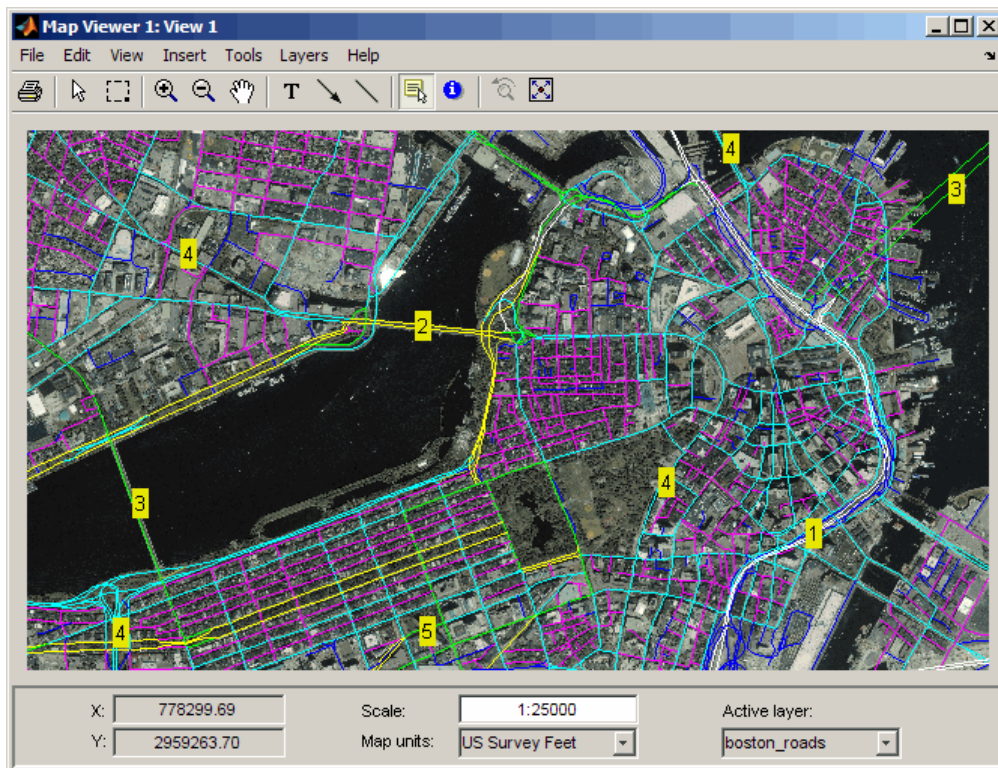 Map Viewer 1: View 1
File Edit View Insert Tools Layers Help
T
4
3
4
2
4
3
1
4
5
X: 778299.69 Scale: 1:25000 Active layer:
Y: 2959263.70 Map units: US Survey Feet boston_roads